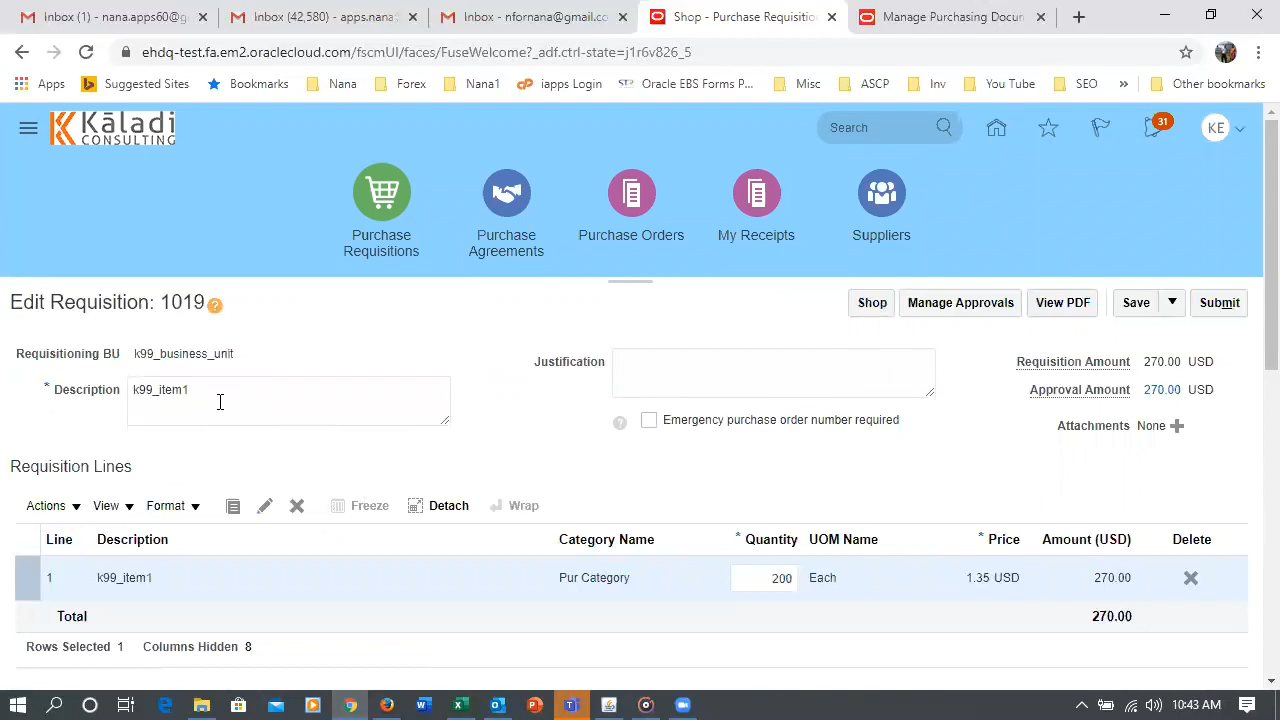 Inbox (1) - nana.apps01@g
Inbox (42,580) - apps.nana
Inbox - nfornana@gmail.co
Shop - Purchase Requisitio
Manage Purchasing Docum
ehdq-test.fa.em2.oraclecloud.com/fscmUI/faces/FuseWelcome?_adf.ctrl-state=j1r6v826_5
Apps
Suggested Sites
Bookmarks
Nana
Forex
Nana1
iapps Login
Oracle EBS Forms P...
Misc
ASCP
Inv
You Tube
SEO
»
Other bookmarks
Kāladi
CONSULTING
Search
31
KE
Purchase Requisitions
Purchase Agreements
Purchase Orders
My Receipts
Suppliers
Edit Requisition: 1019
Shop
Manage Approvals
View PDF
Save
Submit
Requisitioning BU k99_business_unit
* Description k99_item1
Justification
Emergency purchase order number required
Requisition Amount 270.00 USD
Approval Amount 270.00 USD
Attachments None
Requisition Lines
Actions View Format Freeze Detach Wrap
Line Description Category Name * Quantity UOM Name * Price Amount (USD) Delete
1 k99_item1 Pur Category 200 Each 1.35 USD 270.00
Total 270.00
Rows Selected 1 Columns Hidden 8
10:43 AM